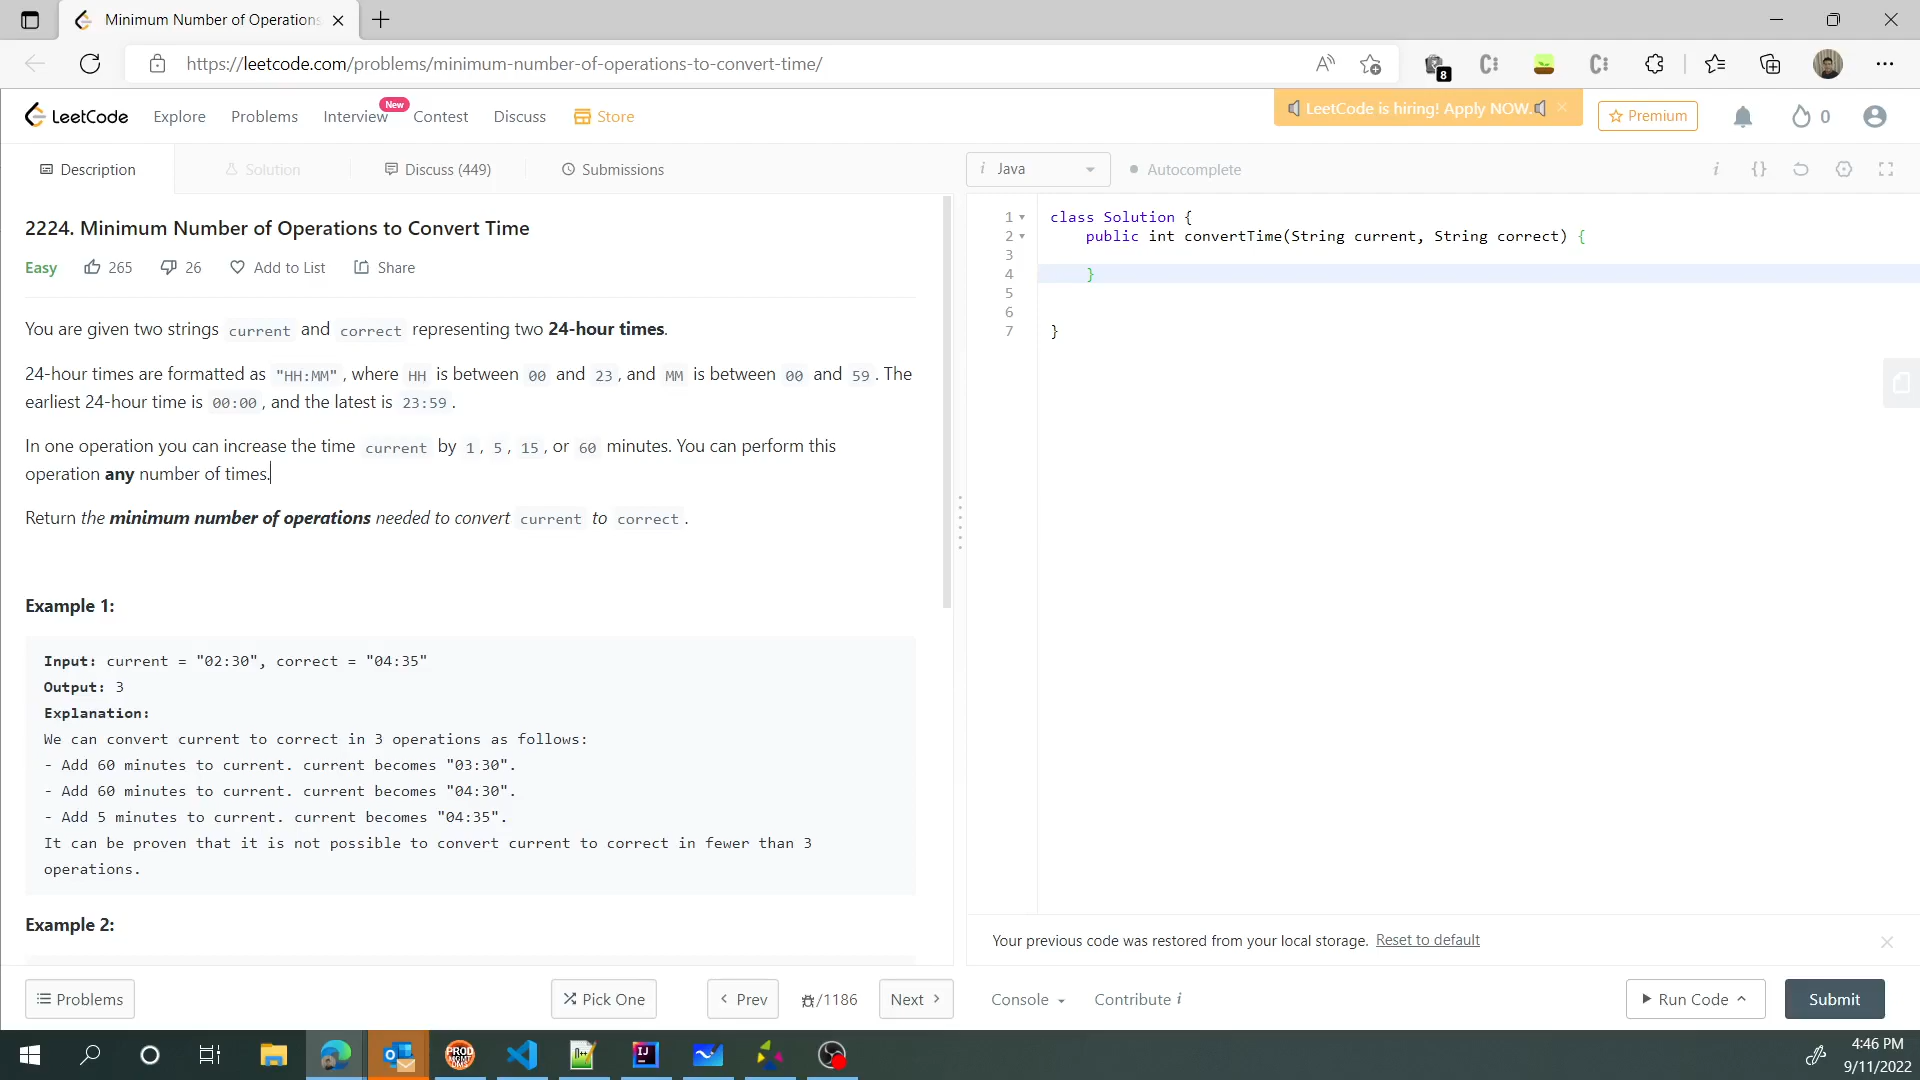 Minimum Number of Operations
https://leetcode.com/problems/minimum-number-of-operations-to-convert-time/
8
LeetCode
Explore
Problems
Interview
New
Contest
Discuss
Store
LeetCode is hiring! Apply NOW.
Premium
0
Description
Solution
Discuss (449)
Submissions
i Java
Autocomplete
i {}
2224. Minimum Number of Operations to Convert Time
Easy
265
26
Add to List
Share
You are given two strings current and correct representing two 24-hour times.
24-hour times are formatted as "HH:MM", where HH is between 00 and 23, and MM is between 00 and 59. The
earliest 24-hour time is 00:00, and the latest is 23:59.
In one operation you can increase the time current by 1, 5, 15, or 60 minutes. You can perform this
operation any number of times.
Return the minimum number of operations needed to convert current to correct.
Example 1:
Input: current = "02:30", correct = "04:35"
Output: 3
Explanation:
We can convert current to correct in 3 operations as follows:
- Add 60 minutes to current. current becomes "03:30".
- Add 60 minutes to current. current becomes "04:30".
- Add 5 minutes to current. current becomes "04:35".
It can be proven that it is not possible to convert current to correct in fewer than 3
operations.
Example 2:
1 class Solution {
2 public int convertTime(String current, String correct) {
3
4 }
5
6
7 }
Your previous code was restored from your local storage. Reset to default
Problems
Pick One
Prev
/1186
Next
Console
Contribute i
Run Code
Submit
PROD
MGMT
DMS
IJ
4:46 PM
9/11/2022